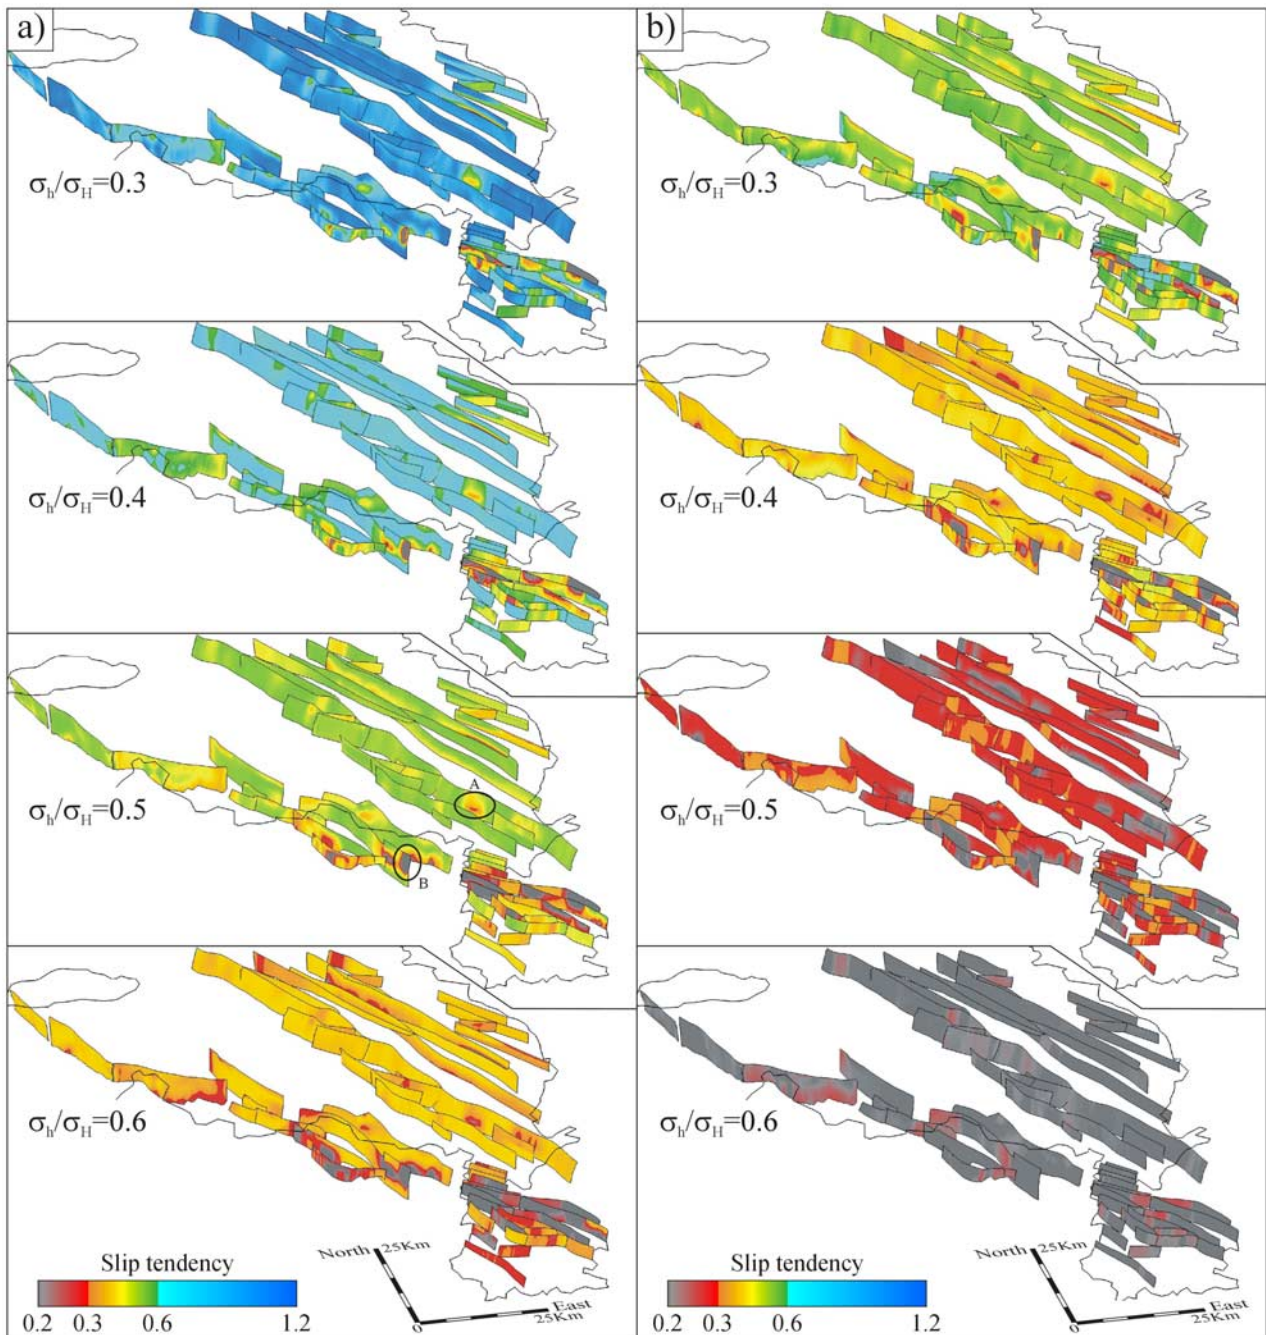 a)
b)
σh/σH=0.3
σh/σH=0.3
σh/σH=0.4
σh/σH=0.4
A
B
σh/σH=0.5
σh/σH=0.5
σh/σH=0.6
σh/σH=0.6
North
25Km
0
East
25Km
North
25Km
0
East
25Km
Slip tendency
0.2 0.3 0.6 1.2
Slip tendency
0.2 0.3 0.6 1.2